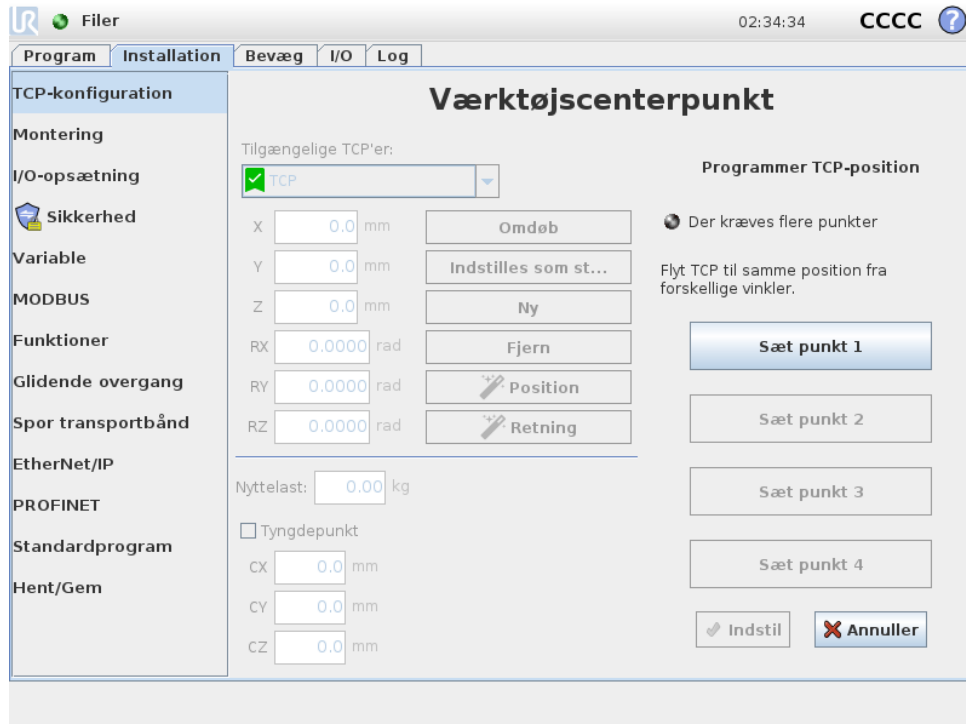 UR Filer 02:34:34 CCCC ?
Program Installation Bevæg I/O Log
TCP-konfiguration
Montering
I/O-opsætning
Sikkerhed
Variable
MODBUS
Funktioner
Glidende overgang
Spor transportbånd
EtherNet/IP
PROFINET
Standardprogram
Hent/Gem
Værktøjscenterpunkt
Tilgængelige TCP'er:
TCP
X 0.0 mm Omdøb
Y 0.0 mm Indstilles som st...
Z 0.0 mm Ny
RX 0.0000 rad Fjern
RY 0.0000 rad Position
RZ 0.0000 rad Retning
Nyttelast: 0.00 kg
Tyngdepunkt
CX 0.0 mm
CY 0.0 mm
CZ 0.0 mm
Programmer TCP-position
Der kræves flere punkter
Flyt TCP til samme position fra
forskellige vinkler.
Sæt punkt 1
Sæt punkt 2
Sæt punkt 3
Sæt punkt 4
Indstil Annuller